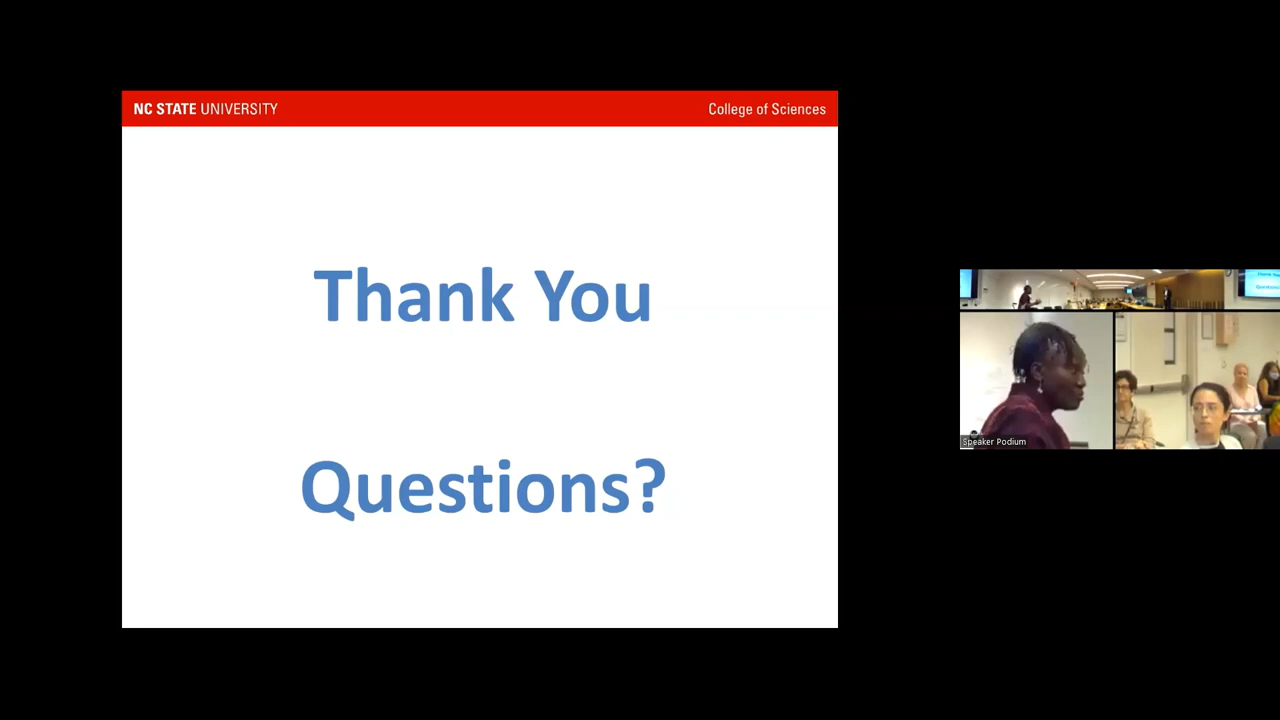 NC STATE UNIVERSITY
College of Sciences
Thank You
Questions?
Speaker Podium